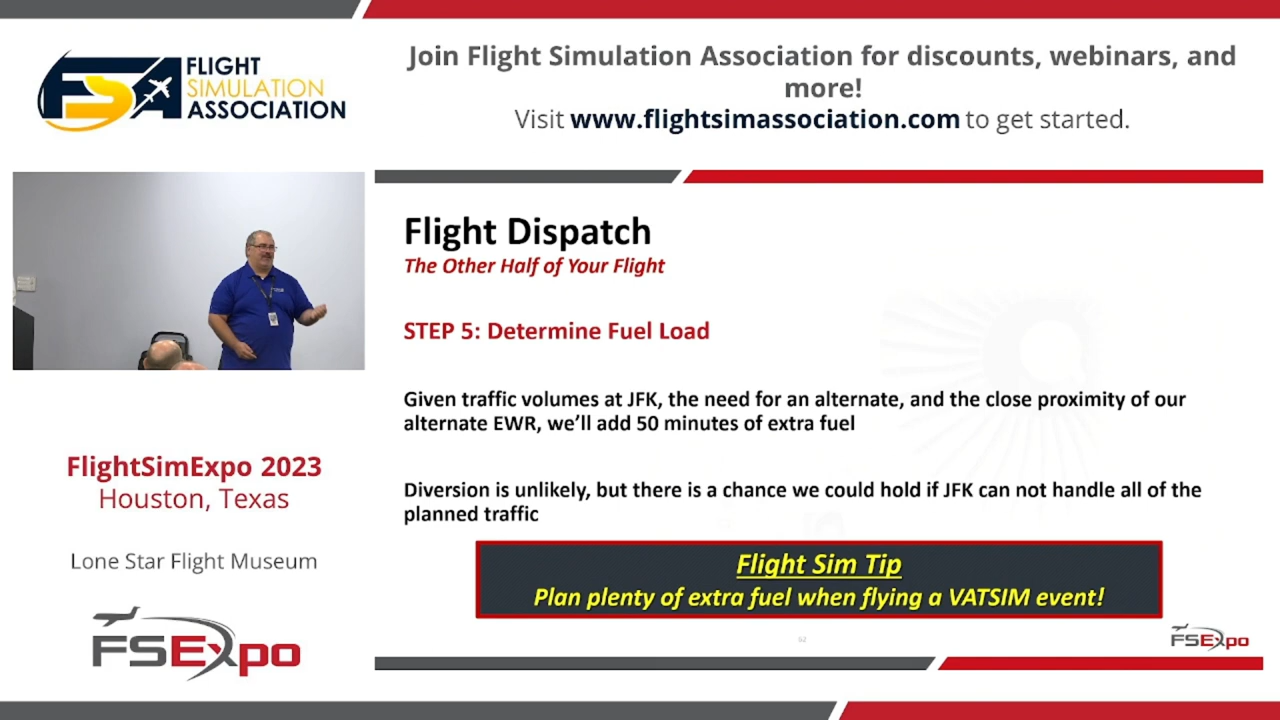 FLIGHT
SIMULATION
ASSOCIATION
Join Flight Simulation Association for discounts, webinars, and
more!
Visit www.flightsimassociation.com to get started.
Flight Dispatch
The Other Half of Your Flight
STEP 5: Determine Fuel Load
Given traffic volumes at JFK, the need for an alternate, and the close proximity of our
alternate EWR, we'll add 50 minutes of extra fuel
Diversion is unlikely, but there is a chance we could hold if JFK can not handle all of the
planned traffic
Flight Sim Tip
Plan plenty of extra fuel when flying a VATSIM event!
FSExpo
FlightSimExpo 2023
Houston, Texas
Lone Star Flight Museum
FSExpo